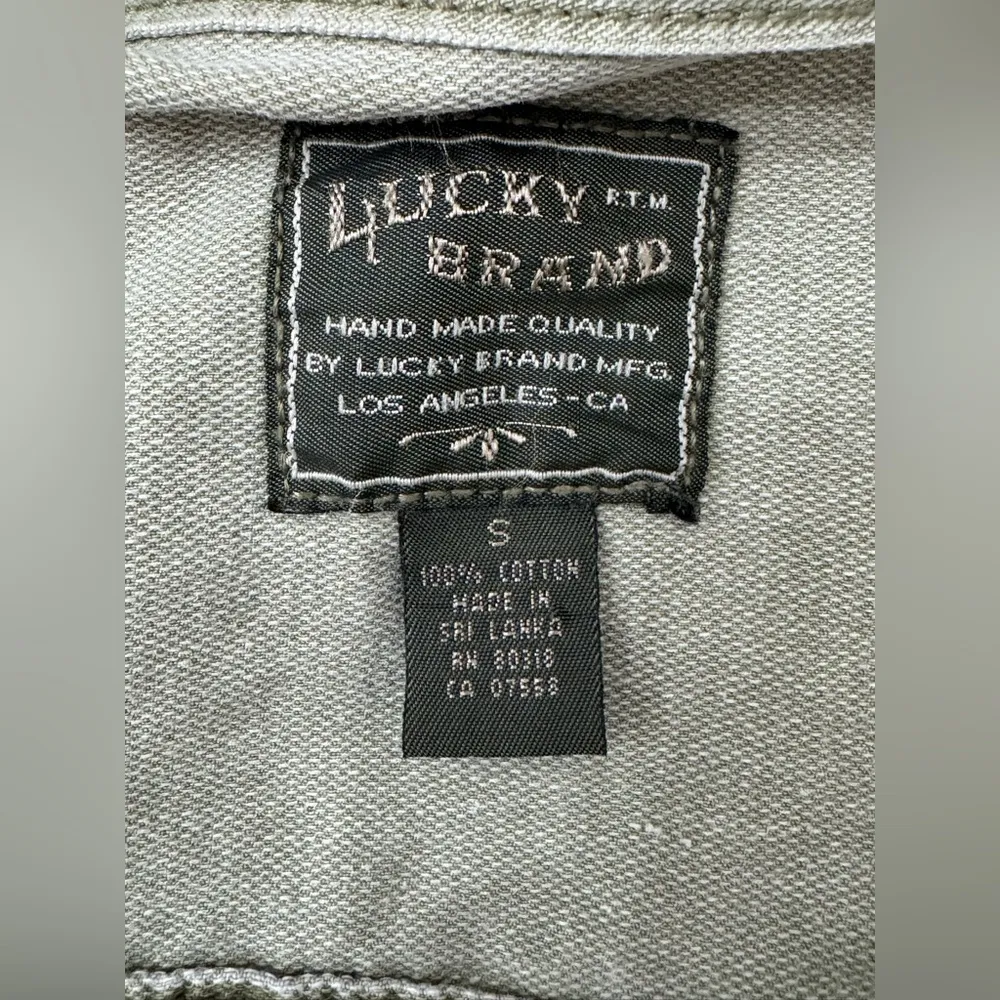 LUCKY R.T.M
BRAND
HAND MADE QUALITY
BY LUCKY BRAND MFG.
LOS ANGELES - CA
S
100% COTTON
MADE IN
SRI LANKA
RN 80318
CA 07558